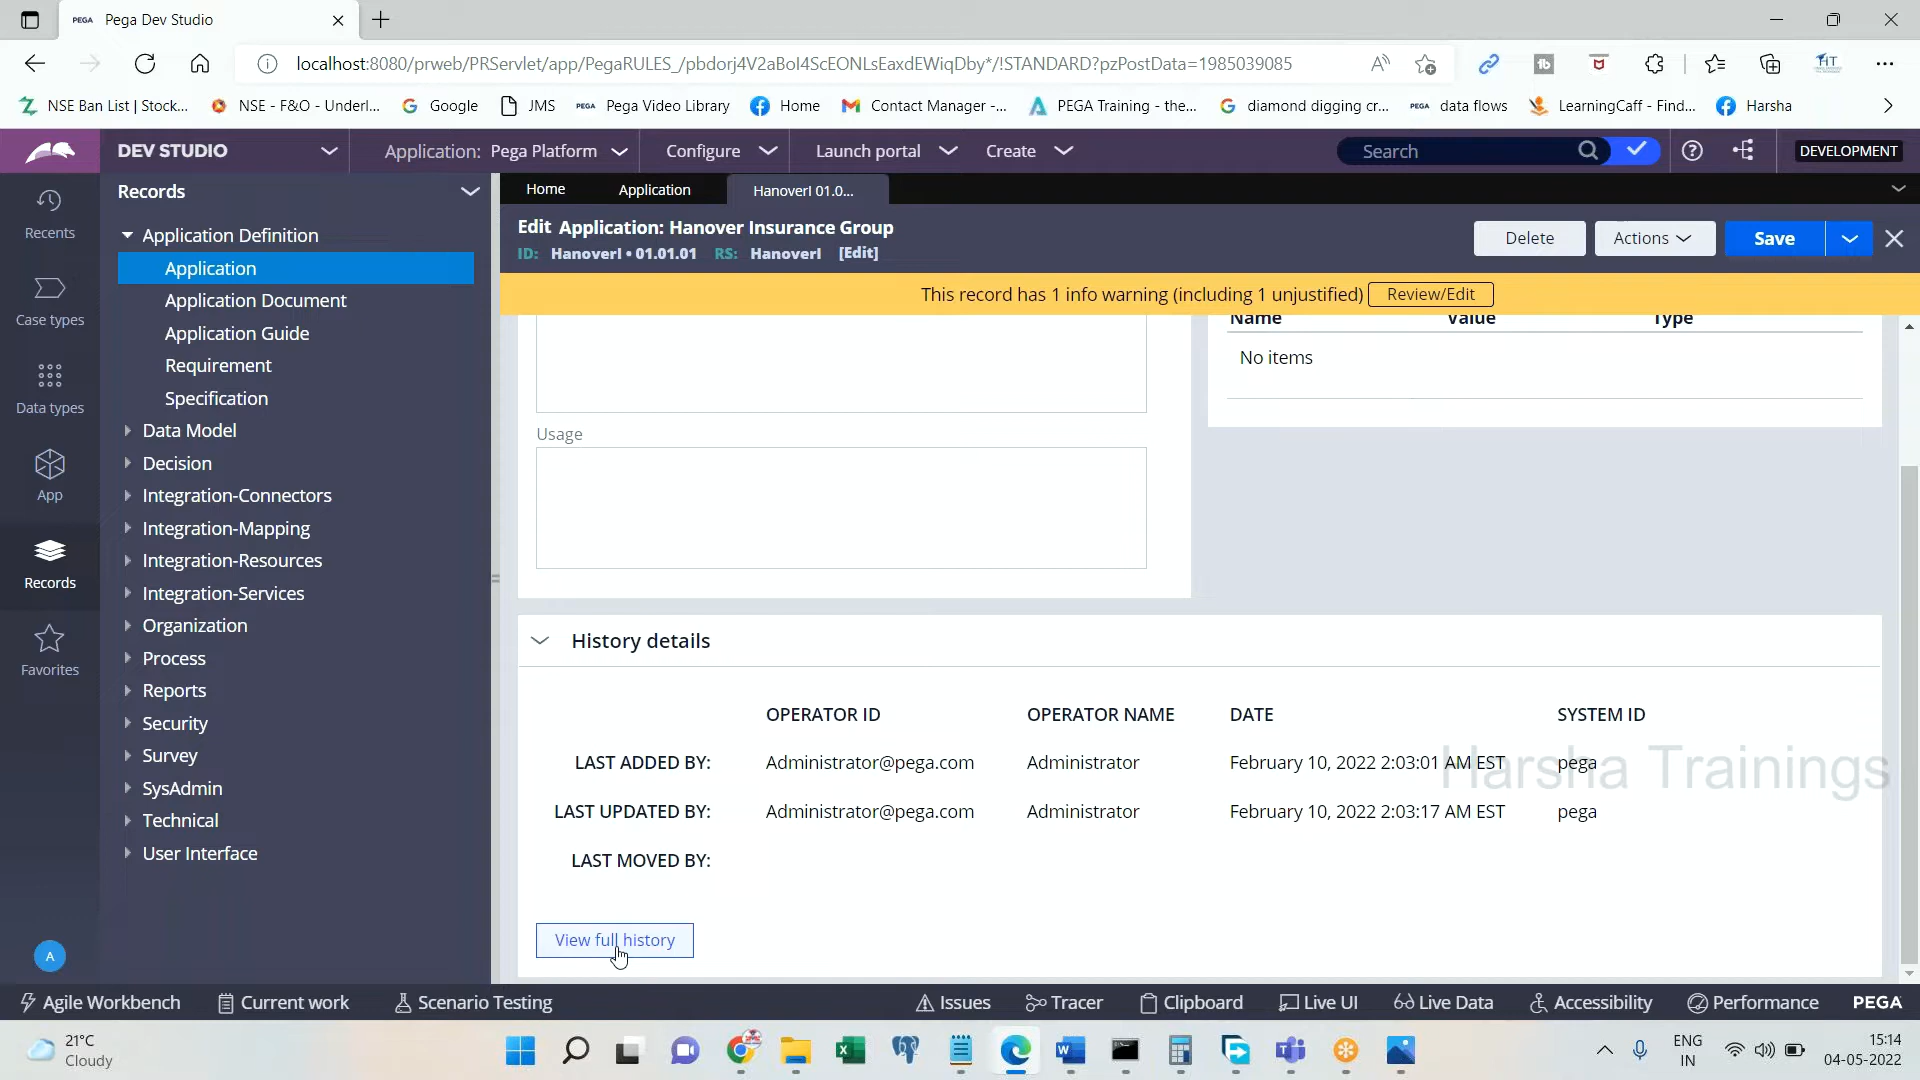 PEGA Pega Dev Studio
localhost:8080/prweb/PRServlet/app/PegaRULES_/pbdorj4V2aBoI4ScEONLsEaxdEWiqDby*/!STANDARD?pzPostData=1985039085
NSE Ban List | Stock... NSE - F&O - Underl... Google JMS PEGA Pega Video Library Home Contact Manager -... PEGA Training - the... diamond digging cr... PEGA data flows LearningCaff - Find... Harsha
DEV STUDIO Application: Pega Platform Configure Launch portal Create Search DEVELOPMENT
Records
Home Application HanoverI 01.0...
Recents
Application Definition
Edit Application: Hanover Insurance Group
ID: HanoverI • 01.01.01 RS: HanoverI [Edit]
Delete Actions Save
Application
This record has 1 info warning (including 1 unjustified) Review/Edit
Case types
Application Document
Name Value Type
Application Guide
No items
Requirement
Data types
Specification
Data Model
Usage
Decision
App
Integration-Connectors
Integration-Mapping
Integration-Resources
Records
Integration-Services
Organization
History details
Process
Favorites
Reports
OPERATOR ID OPERATOR NAME DATE SYSTEM ID
Security
Survey
LAST ADDED BY: Administrator@pega.com Administrator February 10, 2022 2:03:01 AM EST pega
Harsha Trainings
SysAdmin
LAST UPDATED BY: Administrator@pega.com Administrator February 10, 2022 2:03:17 AM EST pega
Technical
User Interface
LAST MOVED BY:
View full history
A
Agile Workbench Current work Scenario Testing Issues Tracer Clipboard Live UI Live Data Accessibility Performance PEGA
21°C
Cloudy
ENG
IN
15:14
04-05-2022